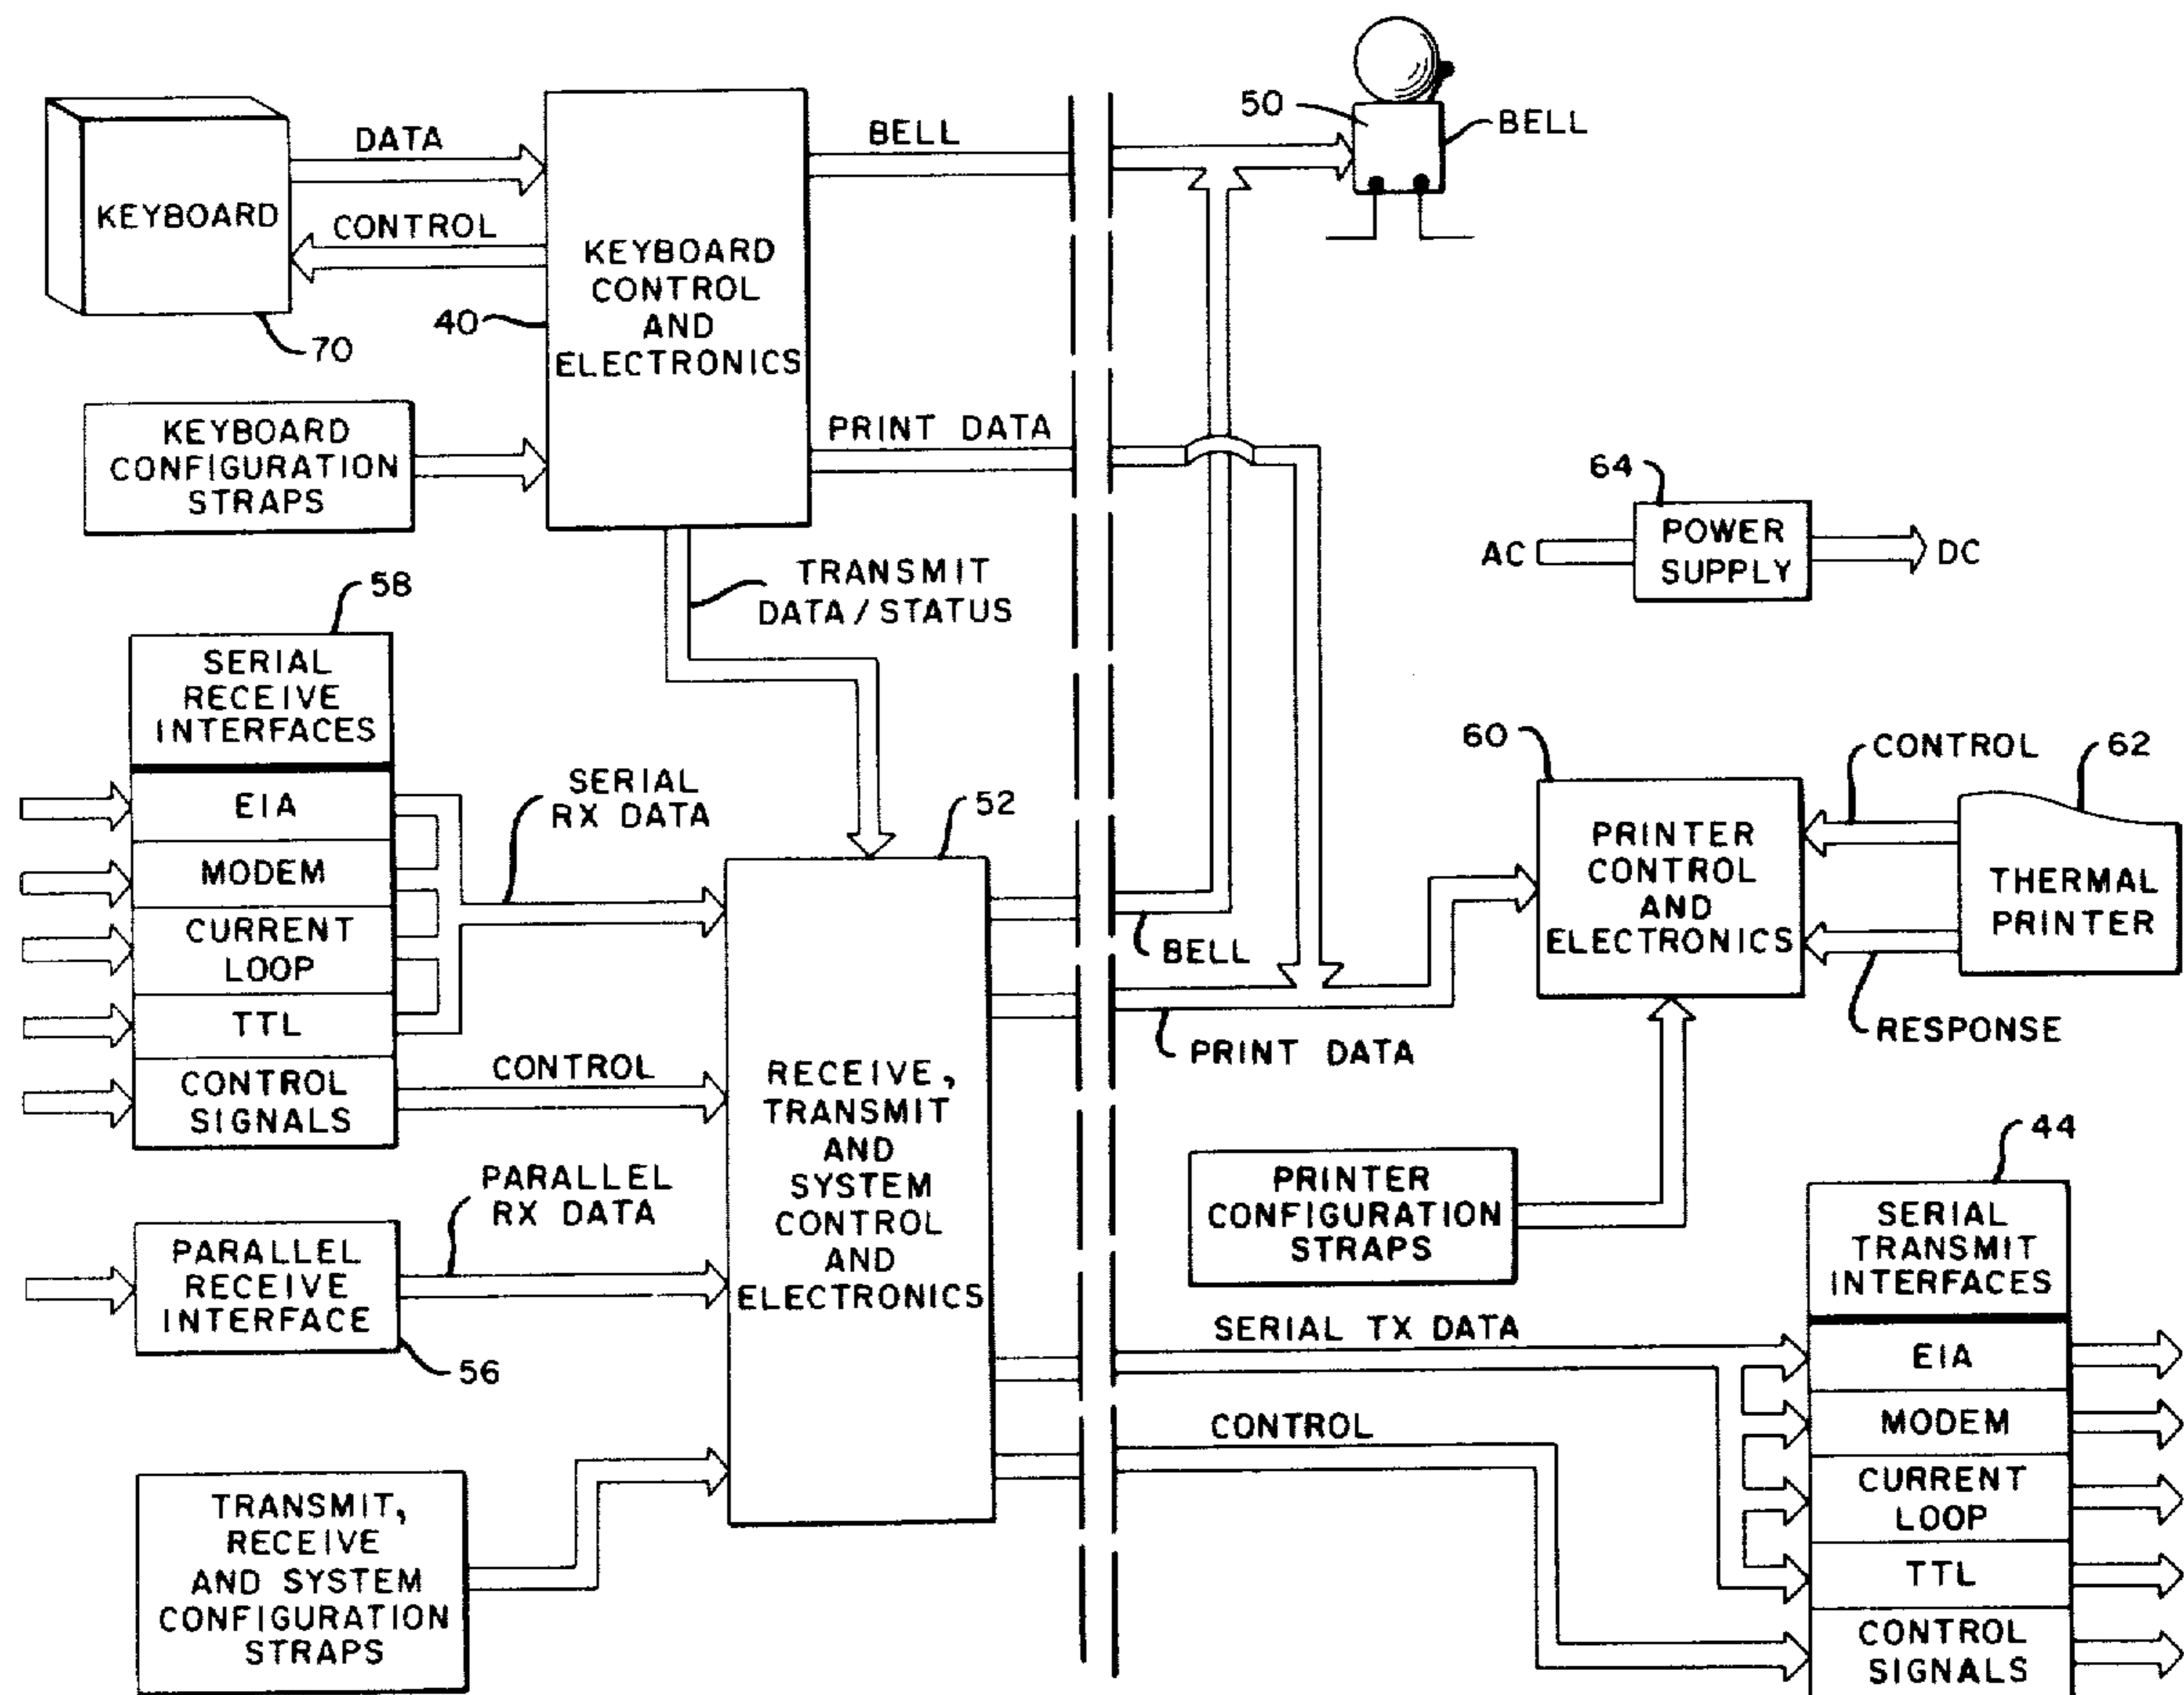 50
BELL
DATA
BELL
KEYBOARD
CONTROL
KEYBOARD
CONTROL
AND
ELECTRONICS
40
70
KEYBOARD
CONFIGURATION
STRAPS
PRINT DATA
64
AC
POWER
SUPPLY
DC
TRANSMIT
DATA / STATUS
58
SERIAL
RECEIVE
INTERFACES
EIA
MODEM
CURRENT
LOOP
TTL
CONTROL
SIGNALS
SERIAL
RX DATA
CONTROL
52
RECEIVE,
TRANSMIT
AND
SYSTEM
CONTROL
AND
ELECTRONICS
BELL
PRINT DATA
60
PRINTER
CONTROL
AND
ELECTRONICS
CONTROL
62
THERMAL
PRINTER
RESPONSE
PARALLEL
RX DATA
PARALLEL
RECEIVE
INTERFACE
56
PRINTER
CONFIGURATION
STRAPS
44
SERIAL
TRANSMIT
INTERFACES
EIA
MODEM
CURRENT
LOOP
TTL
CONTROL
SIGNALS
SERIAL TX DATA
CONTROL
TRANSMIT,
RECEIVE
AND SYSTEM
CONFIGURATION
STRAPS